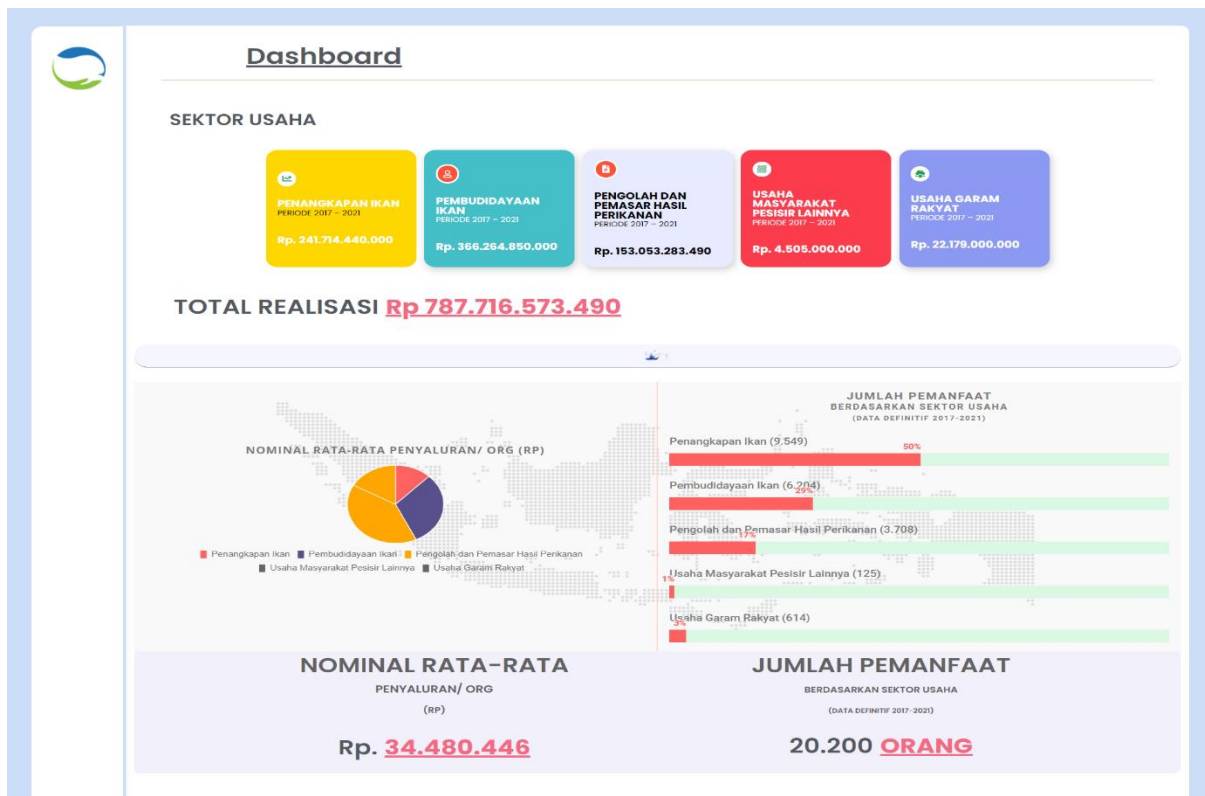 Dashboard
SEKTOR USAHA
PENANGKAPAN IKAN
PERIODE 2017 – 2021
Rp. 241.714.440.000
PEMBUDIDAYAAN
IKAN
PERIODE 2017 – 2021
Rp. 366.264.850.000
PENGOLAH DAN
PEMASAR HASIL
PERIKANAN
PERIODE 2017 – 2021
Rp. 153.053.283.490
USAHA
MASYARAKAT
PESISIR LAINNYA
PERIODE 2017 – 2021
Rp. 4.505.000.000
USAHA GARAM
RAKYAT
PERIODE 2017 – 2021
Rp. 22.179.000.000
TOTAL REALISASI Rp 787.716.573.490
NOMINAL RATA-RATA PENYALURAN/ ORG (RP)
Penangkapan Ikan Pembudidayaan Ikan Pengolah dan Pemasar Hasil Perikanan
Usaha Masyarakat Pesisir Lainnya Usaha Garam Rakyat
JUMLAH PEMANFAAT
BERDASARKAN SEKTOR USAHA
(DATA DEFINITIF 2017-2021)
Penangkapan Ikan (9.549)
50%
Pembudidayaan Ikan (6.204)
29%
Pengolah dan Pemasar Hasil Perikanan (3.708)
17%
Usaha Masyarakat Pesisir Lainnya (125)
1%
Usaha Garam Rakyat (614)
3%
NOMINAL RATA-RATA
PENYALURAN/ ORG
(RP)
Rp. 34.480.446
JUMLAH PEMANFAAT
BERDASARKAN SEKTOR USAHA
(DATA DEFINITIF 2017-2021)
20.200 ORANG